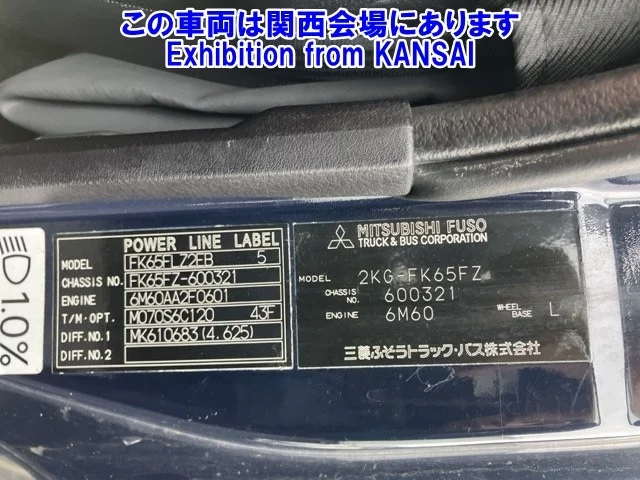 この車両は関西会場にあります
Exhibition from KANSAI
1.0%
POWER LINE LABEL
MODEL FK65FLZ2EB 5
CHASSIS NO. FK65FZ-600321
ENGINE 6M60AA2F0601
T/M·OPT. M070S6C120 43F
DIFF.NO.1 MK610683(4.625)
DIFF.NO.2
MITSUBISHI FUSO
TRUCK & BUS CORPORATION
MODEL 2KG-FK65FZ
CHASSIS NO. 600321
ENGINE 6M60 WHEEL BASE L
三菱ふそうトラック・バス株式会社